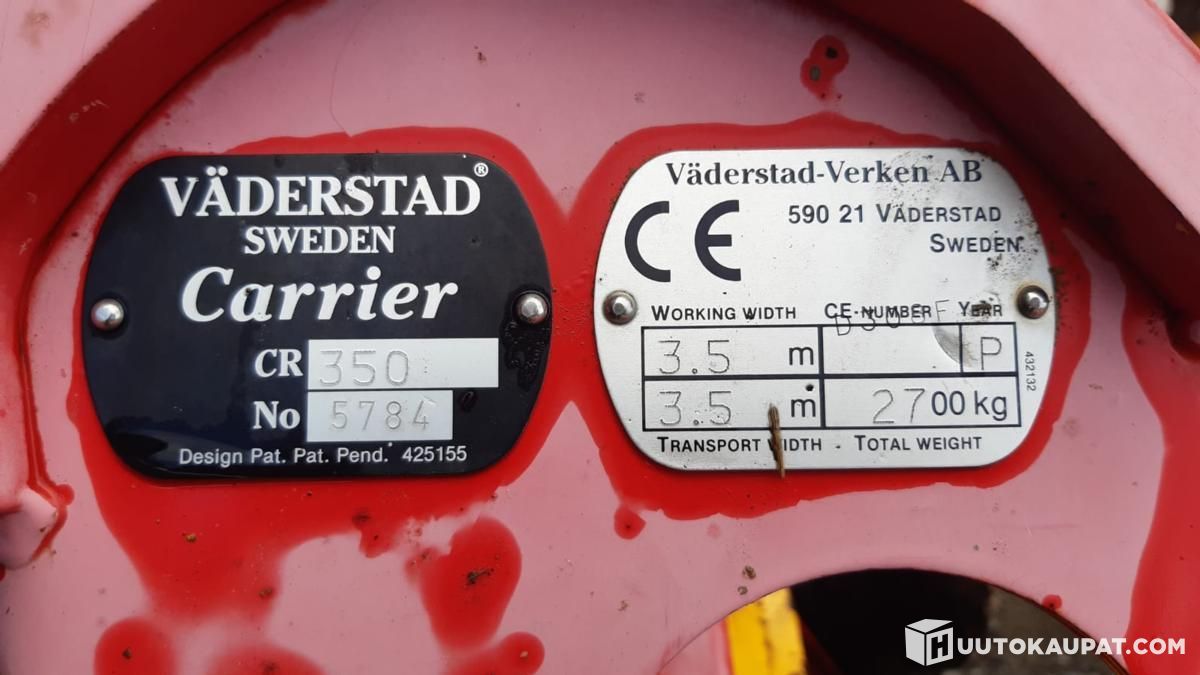 VÄDERSTAD®
SWEDEN
Carrier
CR 350
No 5784
Design Pat. Pat. Pend. 425155
Väderstad-Verken AB
CE 590 21 VÄDERSTAD
SWEDEN
WORKING WIDTH CE-NUMBER YEAR
3.5 m P
3.5 m 2700 kg
TRANSPORT WIDTH - TOTAL WEIGHT
432132
HUUTOKAUPAT.COM